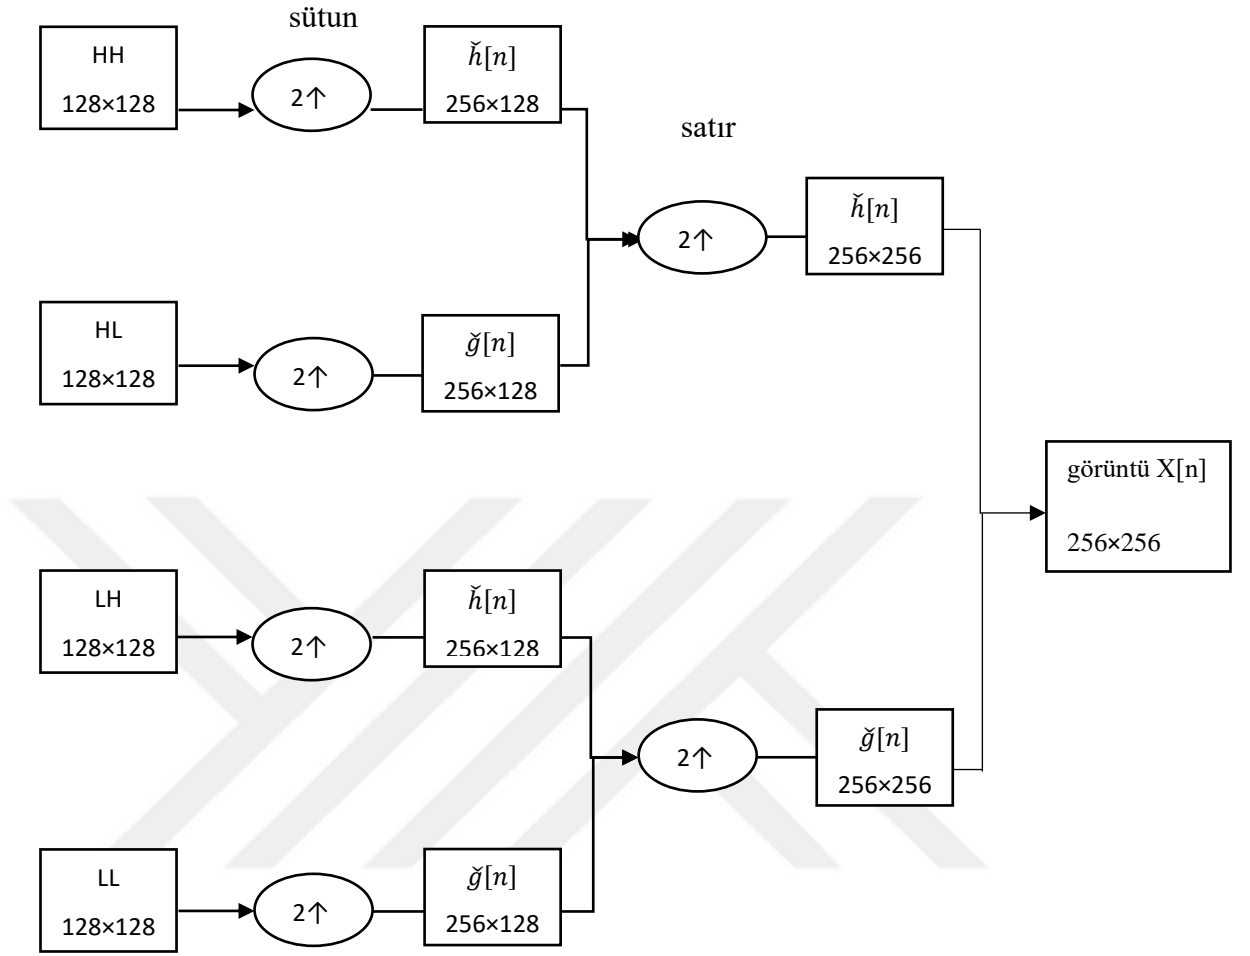 sütun
HH
128×128
2↑
ȟ[n]
256×128
satır
2↑
ȟ[n]
256×256
HL
128×128
2↑
ǧ[n]
256×128
görüntü X[n]
256×256
LH
128×128
2↑
ȟ[n]
256×128
2↑
ǧ[n]
256×256
LL
128×128
2↑
ǧ[n]
256×128